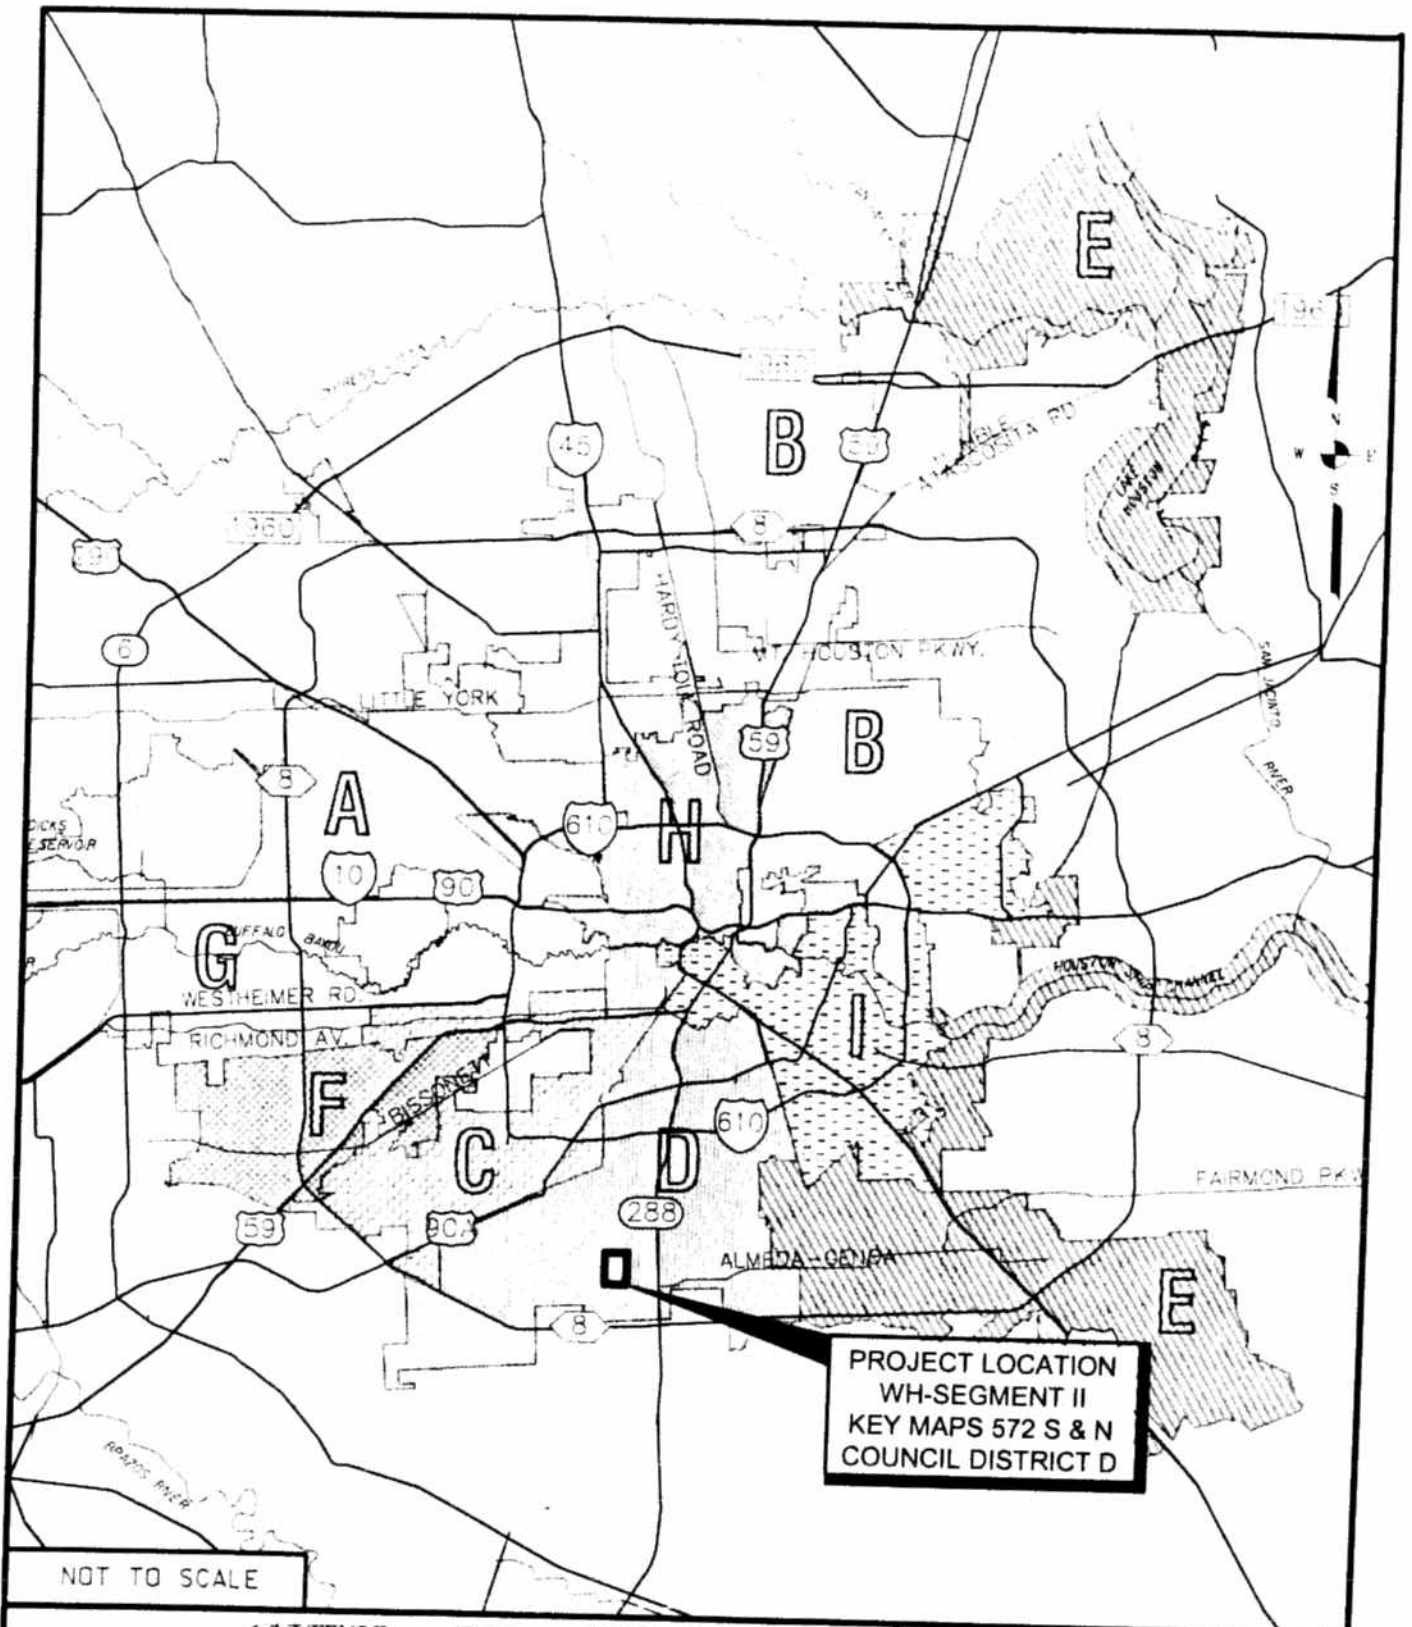 E
1960
B
45
59
ATASCOSITA RD
LAKE
HOUSTON
W
S
1960
8
6
HARDY TOLL ROAD
MT HOUSTON PKWY.
LITTLE YORK
59
B
SAN JACINTO
RIVER
8
A
610
H
10
90
G
BUFFALO BAYOU
WESTHEIMER RD.
RICHMOND AV.
HOUSTON SHIP CHANNEL
I
8
F
BISSONNET
C
610
D
FAIRMOND PKW
59
90A
288
ALMEDA-GENOA
8
E
PROJECT LOCATION
WH-SEGMENT II
KEY MAPS 572 S & N
COUNCIL DISTRICT D
BRAZOS RIVER
NOT TO SCALE